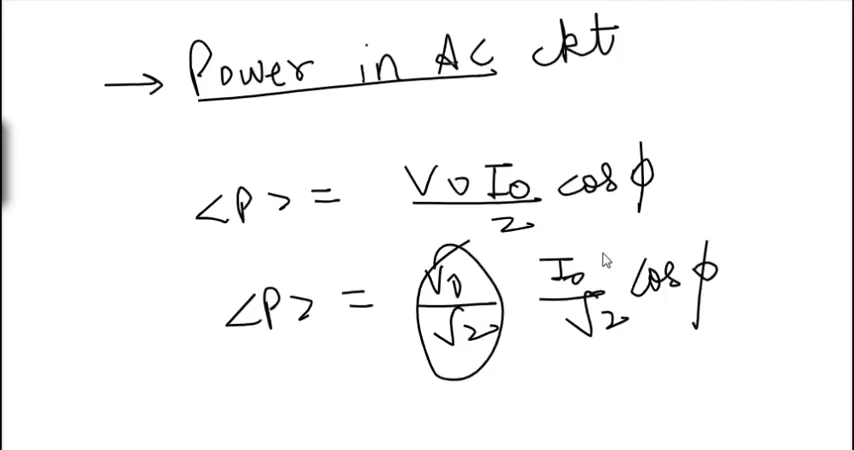 → Power in AC ckt
<P> = V0 I0 / 2 cos ϕ
<P> = V0 / √2 I0 / √2 cos ϕ